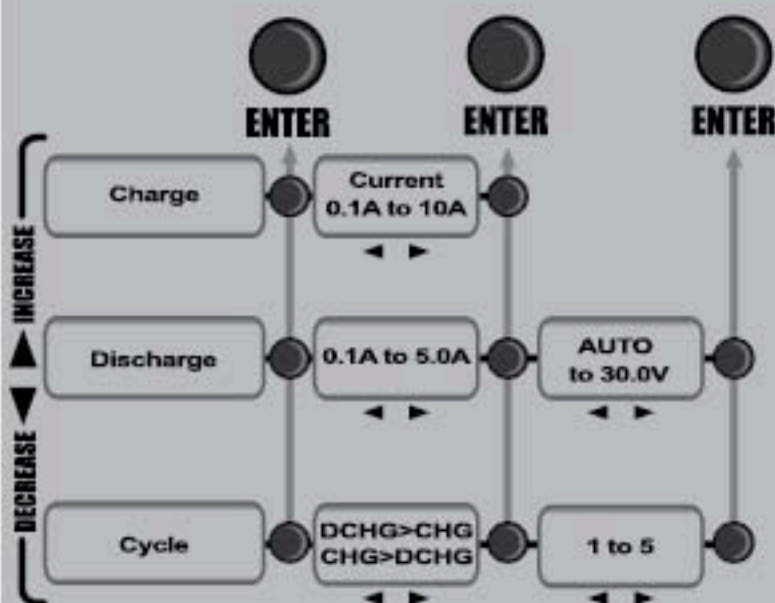 ENTER ENTER ENTER
INCREASE
Charge
Current
0.1A to 10A
Discharge
0.1A to 5.0A
AUTO
to 30.0V
DECREASE
Cycle
DCHG>CHG
CHG>DCHG
1 to 5